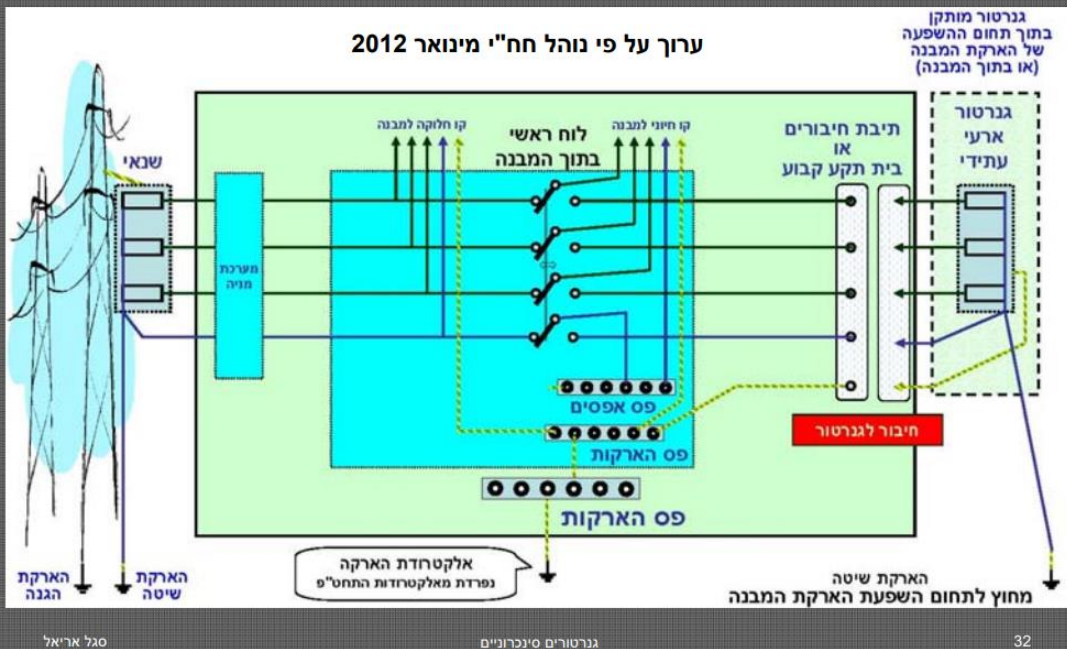 ערוך על פי נוהל חח"י מינואר 2012
גנרטור מותקן
בתוך תחום ההשפעה
של הארקת המבנה
(או בתוך המבנה)
גנרטור
ארעי
עתידי
תיבת חיבורים
או
בית תקע קבוע
קו חיוני למבנה
לוח ראשי
בתוך המבנה
קו חלוקה למבנה
שנאי
מערכת
מניה
פס אפסים
פס הארקות
חיבור לגנרטור
פס הארקות
אלקטרודת הארקה
נפרדת מאלקטרודות התחט"פ
הארקת שיטה
מחוץ לתחום השפעת הארקת המבנה
הארקת
שיטה
הארקת
הגנה
32
גנרטורים סינכרוניים
סגל אריאל